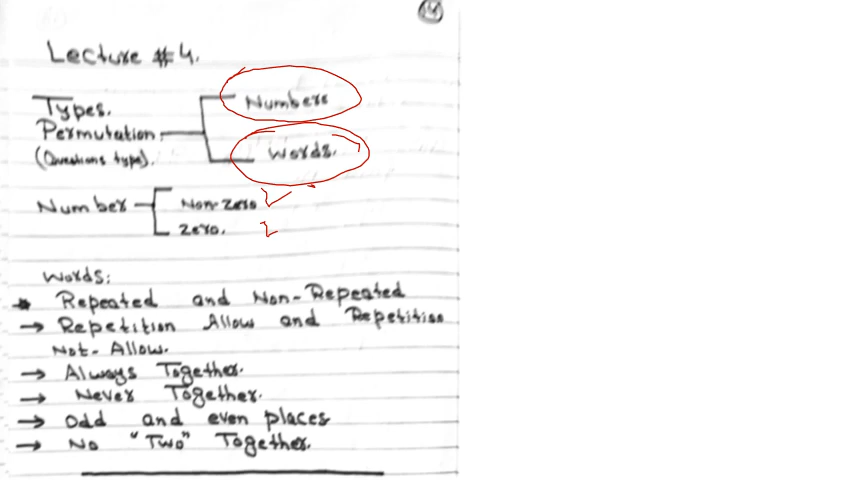 Lecture #4.
Types. Numbers
Permutation
(Questions type). Words.
Number Non-zero
zero.
Words:
Repeated and Non-Repeated
→ Repetition Allow and Repetition
Not-Allow.
→ Always Together.
→ Never Together.
→ Odd and even places
→ No "Two" Together.